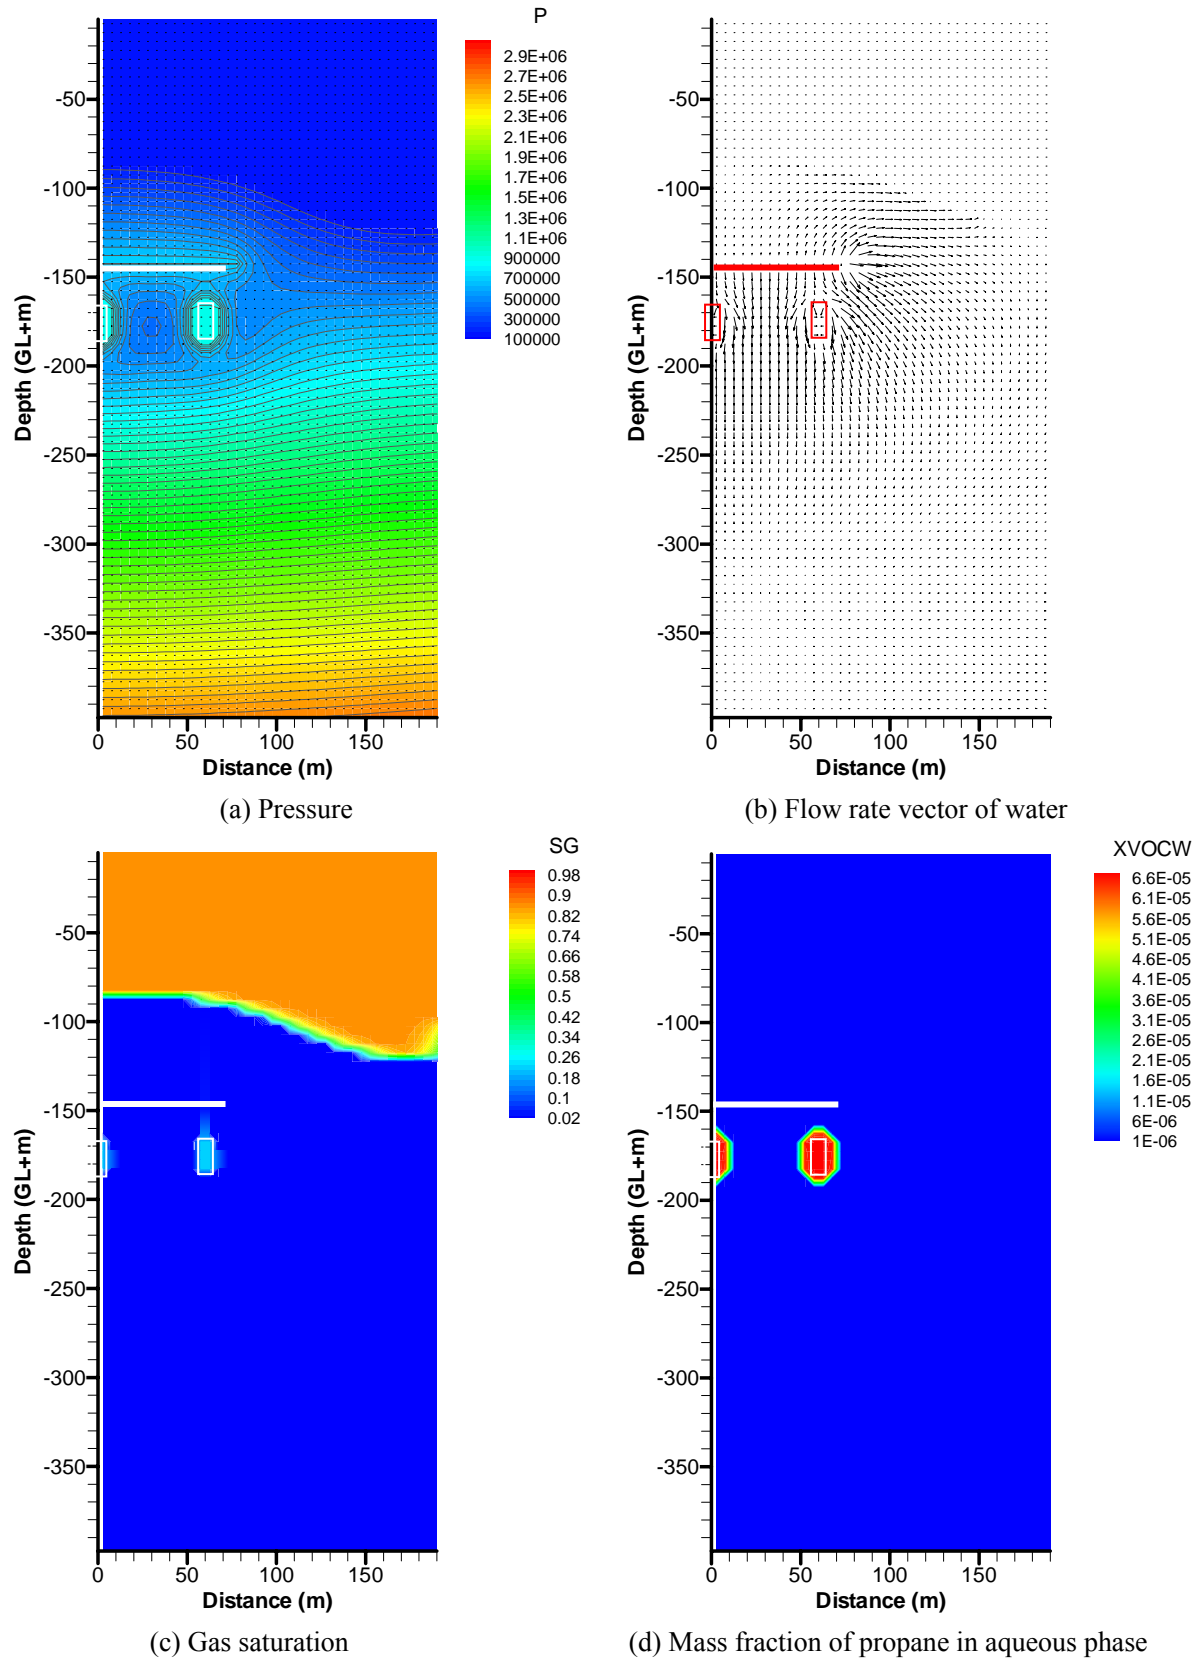 P
2.9E+06
2.7E+06
2.5E+06
2.3E+06
2.1E+06
1.9E+06
1.7E+06
1.5E+06
1.3E+06
1.1E+06
900000
700000
500000
300000
100000
-50
-100
-150
-200
-250
-300
-350
Depth (GL+m)
0 50 100 150
Distance (m)
(a) Pressure
-50
-100
-150
-200
-250
-300
-350
Depth (GL+m)
0 50 100 150
Distance (m)
(b) Flow rate vector of water
SG
0.98
0.9
0.82
0.74
0.66
0.58
0.5
0.42
0.34
0.26
0.18
0.1
0.02
-50
-100
-150
-200
-250
-300
-350
Depth (GL+m)
0 50 100 150
Distance (m)
(c) Gas saturation
XVOCW
6.6E-05
6.1E-05
5.6E-05
5.1E-05
4.6E-05
4.1E-05
3.6E-05
3.1E-05
2.6E-05
2.1E-05
1.6E-05
1.1E-05
6E-06
1E-06
-50
-100
-150
-200
-250
-300
-350
Depth (GL+m)
0 50 100 150
Distance (m)
(d) Mass fraction of propane in aqueous phase